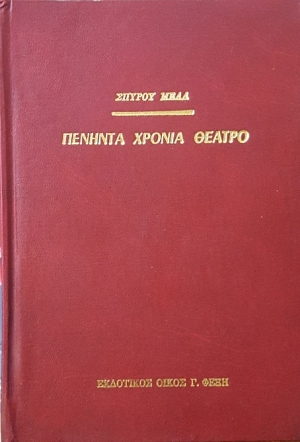 ΣΠΥΡΟΥ ΜΕΛΑ
ΠΕΝΗΝΤΑ ΧΡΟΝΙΑ ΘΕΑΤΡΟ
ΕΚΔΟΤΙΚΟΣ ΟΙΚΟΣ Γ. ΦΕΞΗ